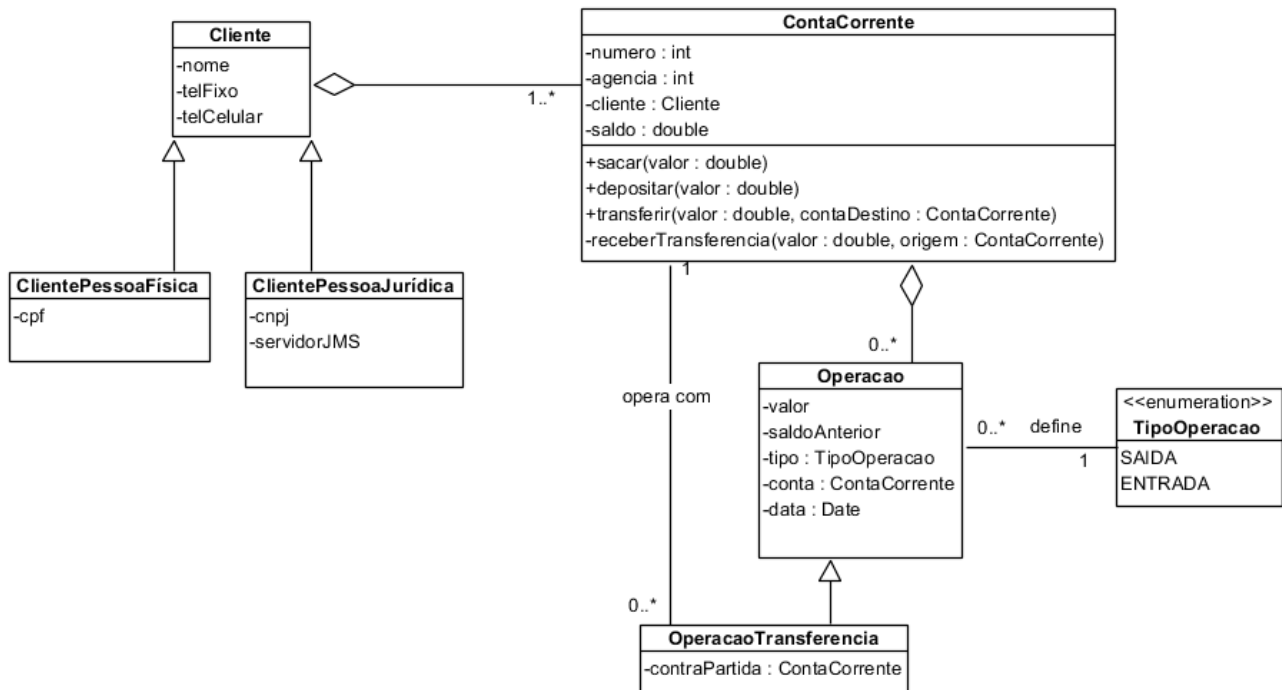 Cliente
-nome
-telFixo
-telCelular
1..*
ContaCorrente
-numero : int
-agencia : int
-cliente : Cliente
-saldo : double
+sacar(valor : double)
+depositar(valor : double)
+transferir(valor : double, contaDestino : ContaCorrente)
-receberTransferencia(valor : double, origem : ContaCorrente)
ClientePessoaFísica
-cpf
ClientePessoaJurídica
-cnpj
-servidorJMS
1
opera com
0..*
0..*
Operacao
-valor
-saldoAnterior
-tipo : TipoOperacao
-conta : ContaCorrente
-data : Date
0..*
define
1
<<enumeration>>
TipoOperacao
SAIDA
ENTRADA
OperacaoTransferencia
-contraPartida : ContaCorrente